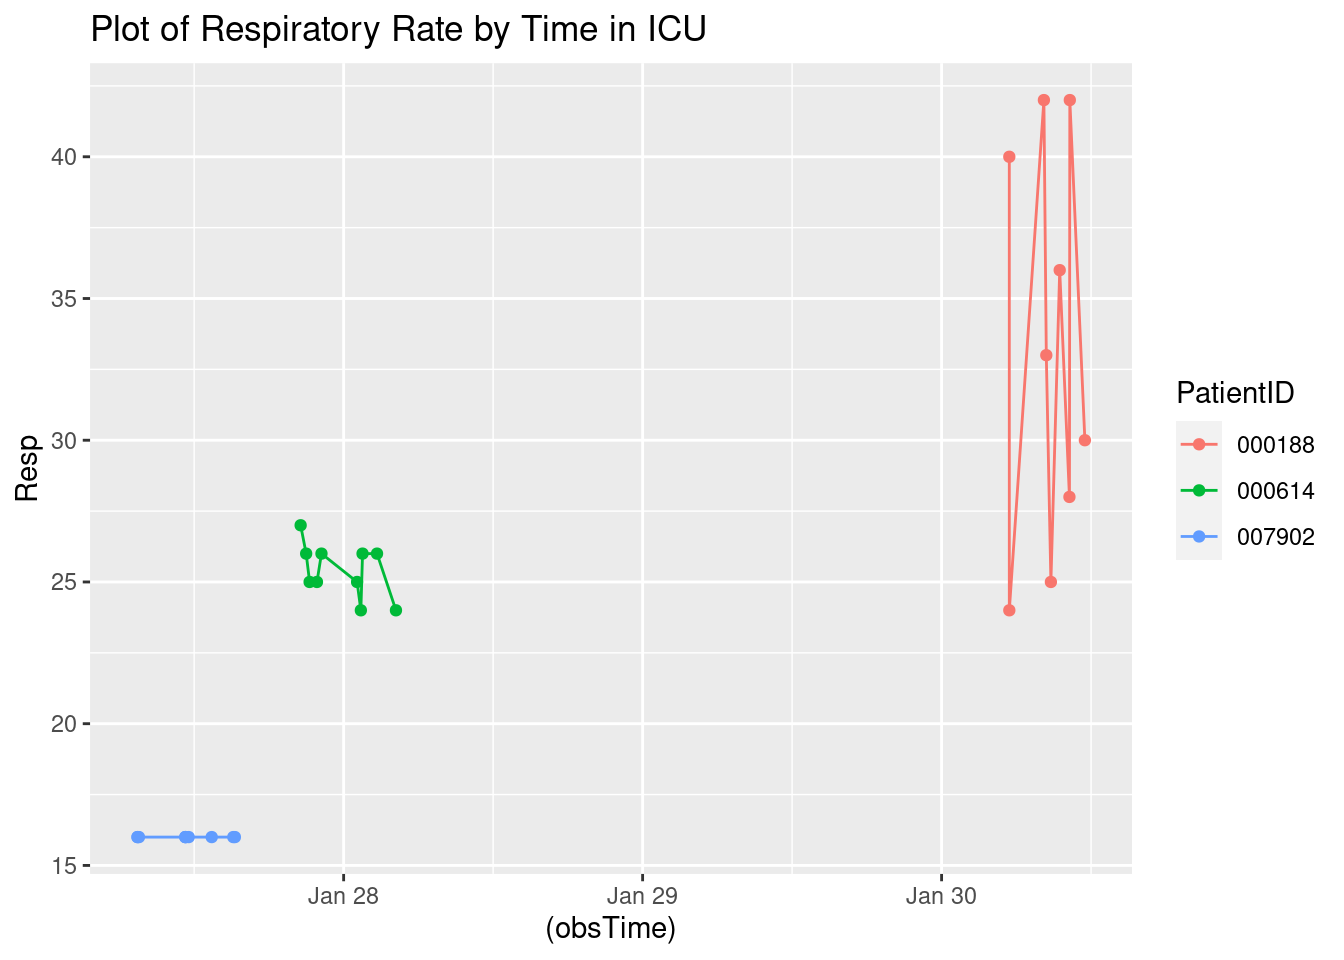 Plot of Respiratory Rate by Time in ICU
40
35
30
25
20
15
Resp
Jan 28 Jan 29 Jan 30
(obsTime)
PatientID
000188
000614
007902